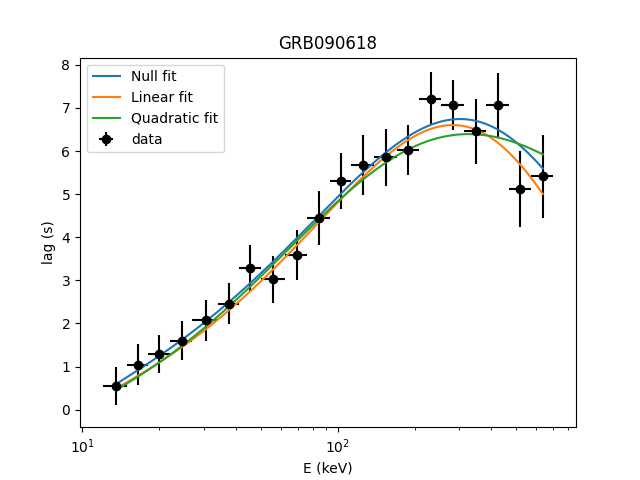 GRB090618
8
7
6
5
4
3
2
1
0
lag (s)
Null fit
Linear fit
Quadratic fit
data
10¹
10²
E (keV)